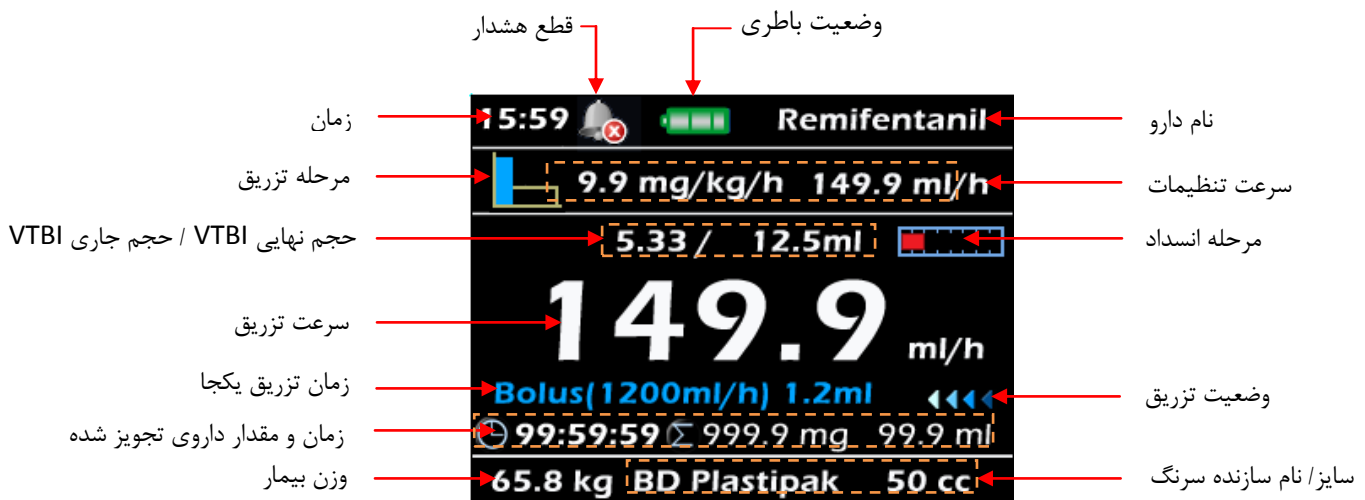 قطع هشدار
وضعیت باطری
زمان
15:59
Remifentanil
نام دارو
مرحله تزریق
9.9 mg/kg/h 149.9 ml/h
سرعت تنظیمات
حجم نهایی VTBI / حجم جاری VTBI
5.33 / 12.5ml
مرحله انسداد
سرعت تزریق
149.9 ml/h
زمان تزریق یکجا
Bolus(1200ml/h) 1.2ml
وضعیت تزریق
زمان و مقدار داروی تجویز شده
99:59:59 Σ 999.9 mg 99.9 ml
وزن بیمار
65.8 kg BD Plastipak 50 cc
سایز/ نام سازنده سرنگ